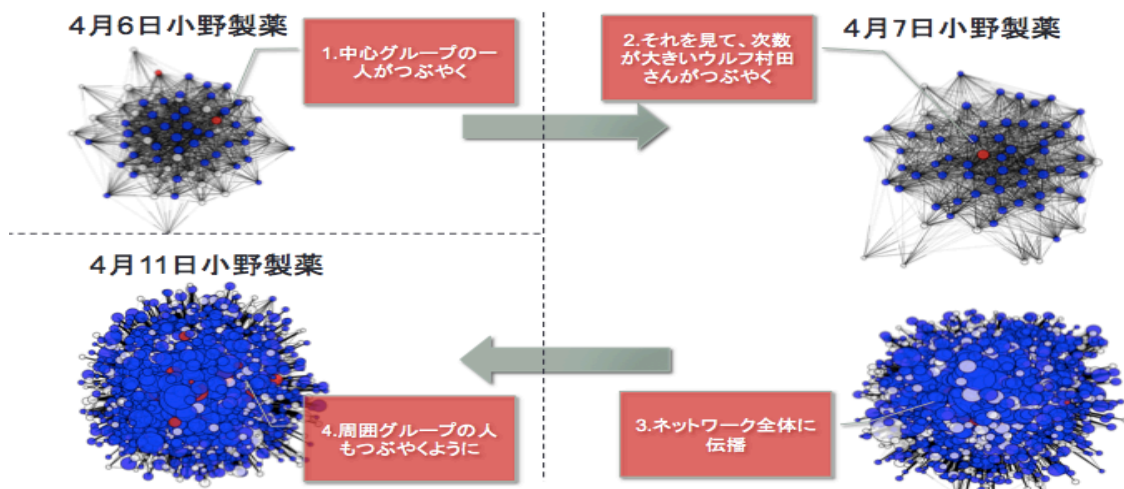 4月6日小野製薬
1.中心グループの一
人がつぶやく
2.それを見て、次数
が大きいウルフ村田
さんがつぶやく
4月7日小野製薬
4月11日小野製薬
4.周囲グループの人
もつぶやくように
3.ネットワーク全体に
伝播